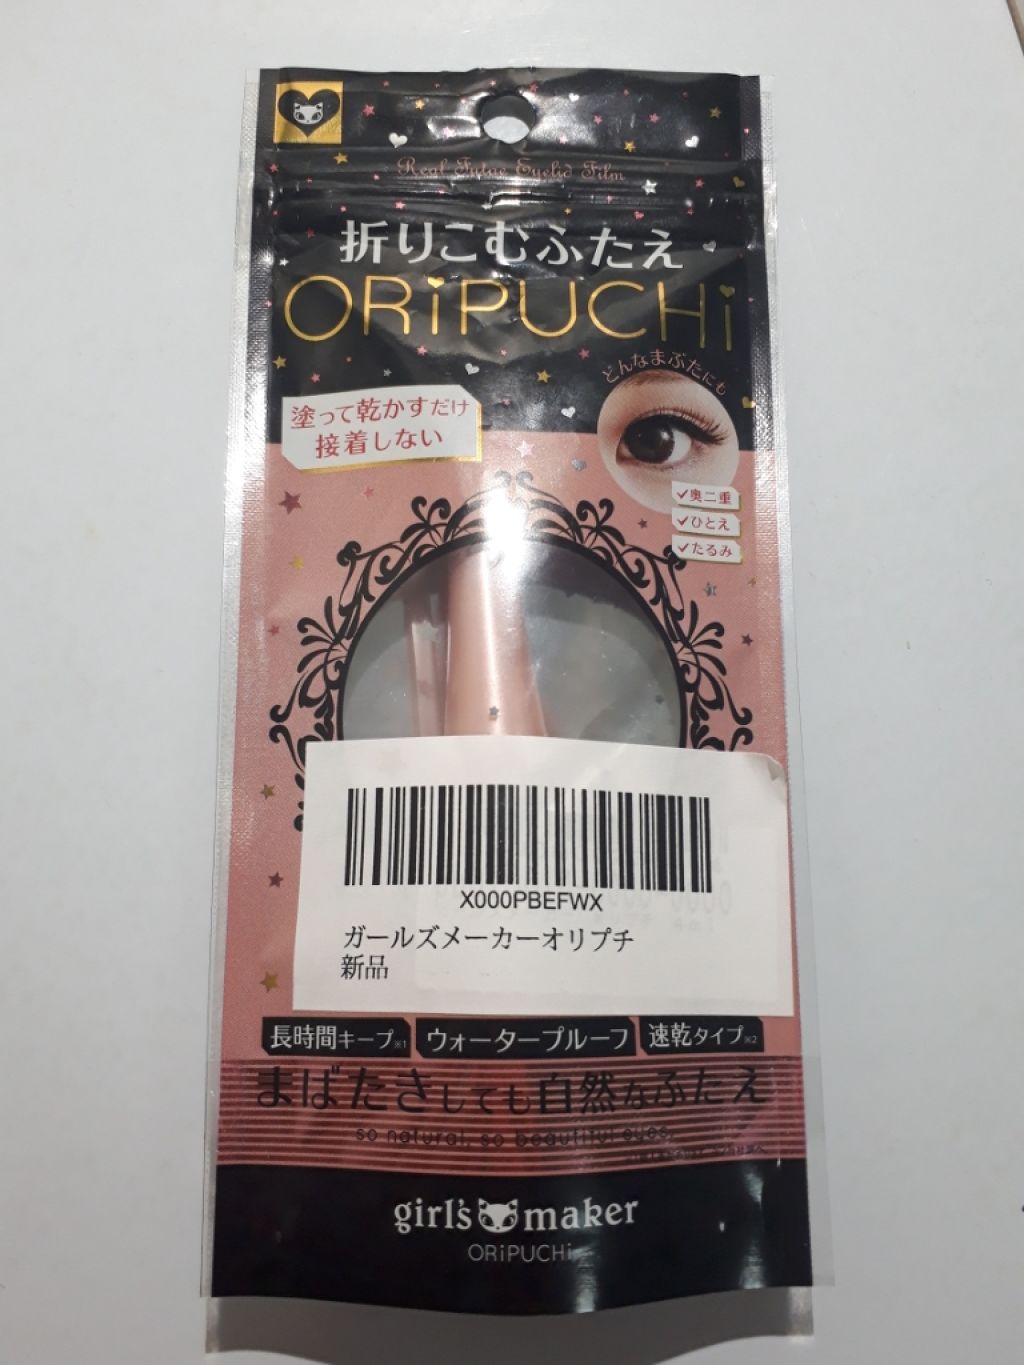 Real Futae Eyelid Film
折りこむふたえ
ORiPUCHi
どんなまぶたにも
塗って乾かすだけ
接着しない
✓奥二重
✓ひとえ
✓たるみ
X000PBEFWX
ガールズメーカーオリプチ
新品
長時間キープ※1 ウォータープルーフ 速乾タイプ※2
まばたきしても自然なふたえ
so natural, so beautiful eyes.
girl's maker
ORiPUCHi